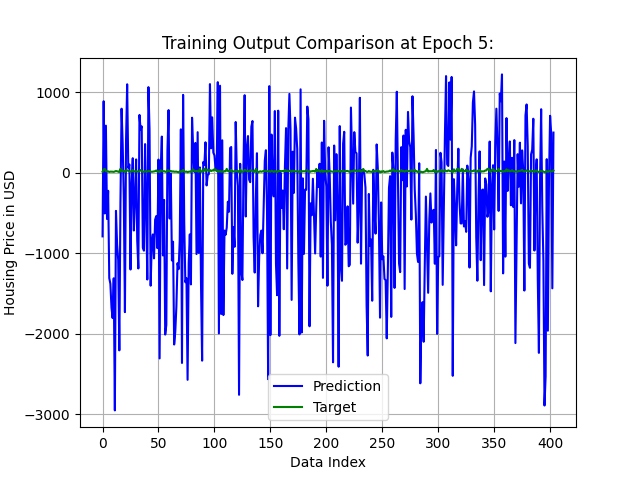 Training Output Comparison at Epoch 5:
Housing Price in USD
1000
0
−1000
−2000
−3000
Prediction
Target
0 50 100 150 200 250 300 350 400
Data Index